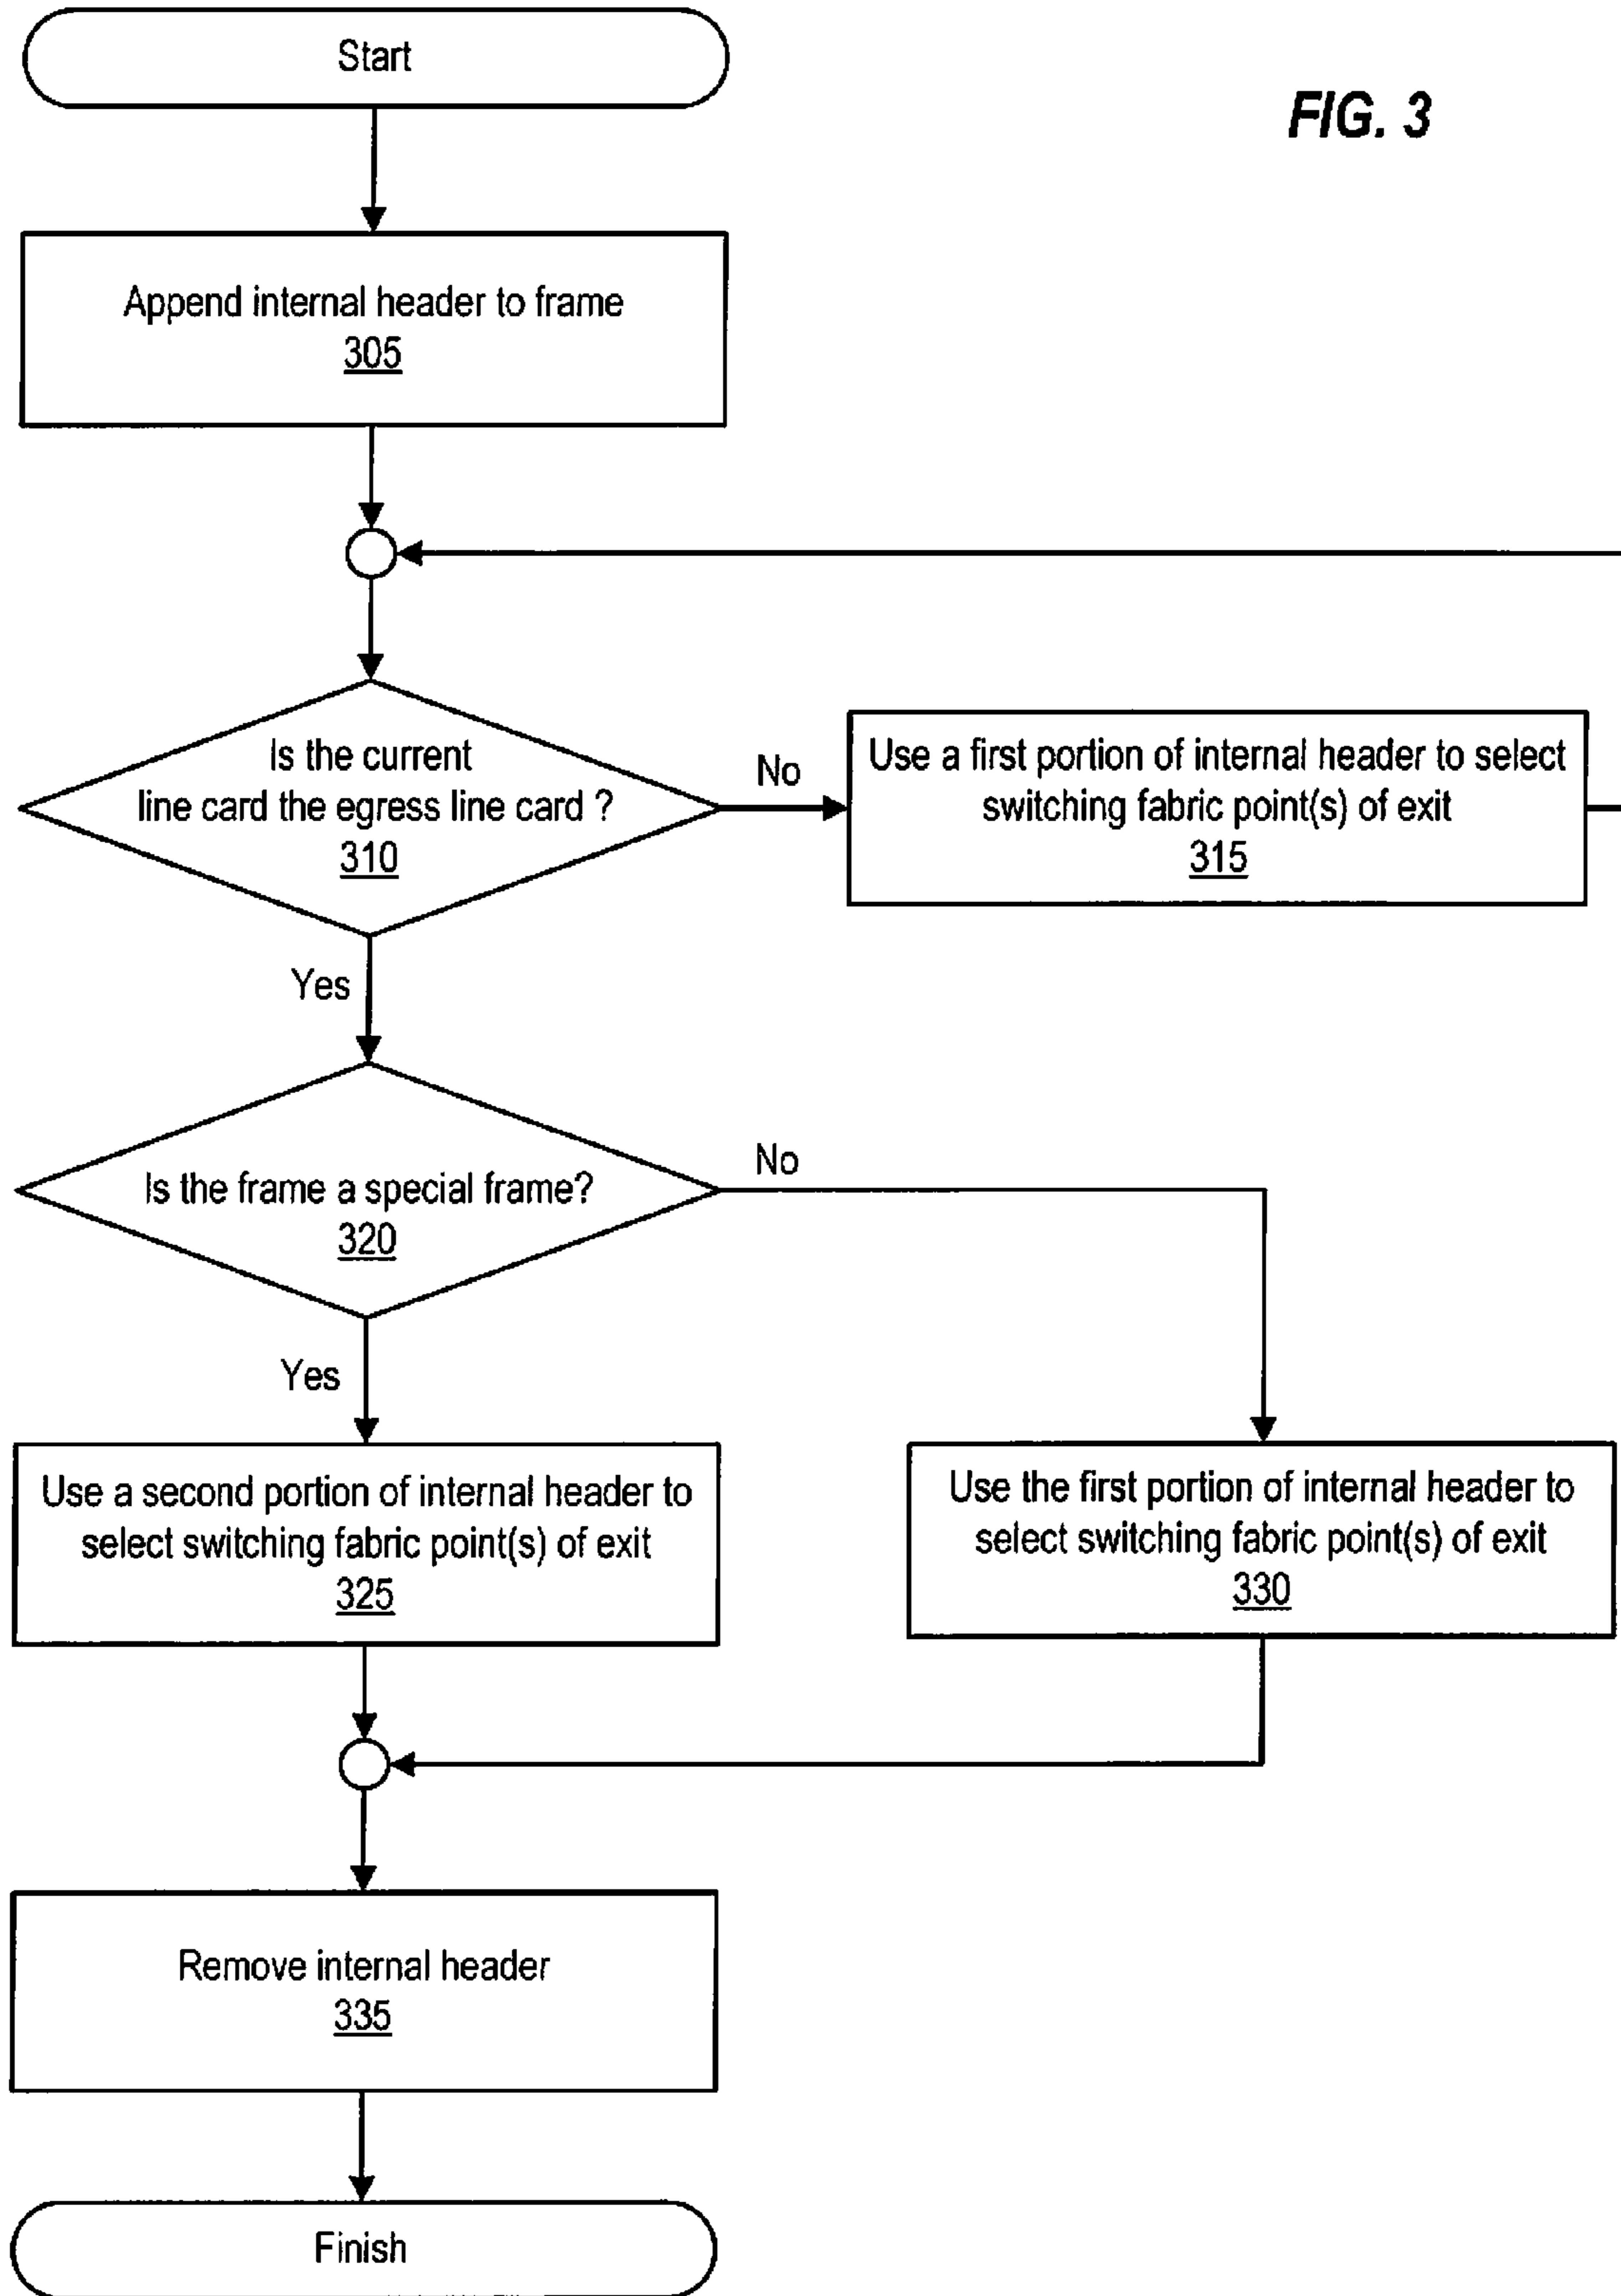 Start
FIG. 3
Append internal header to frame
305
Is the current
line card the egress line card ?
310
No
Use a first portion of internal header to select
switching fabric point(s) of exit
315
Yes
Is the frame a special frame?
320
No
Yes
Use a second portion of internal header to
select switching fabric point(s) of exit
325
Use the first portion of internal header to
select switching fabric point(s) of exit
330
Remove internal header
335
Finish